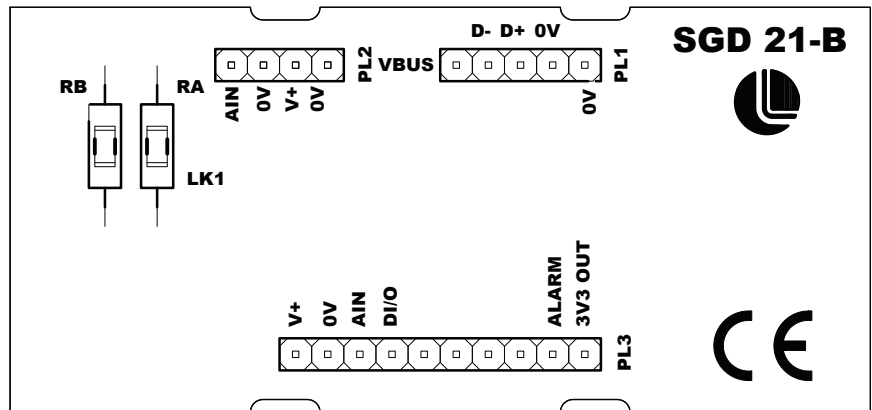 D- D+ 0V
SGD 21-B
VBUS
PL2
PL1
RB
RA
AIN
0V
V+
0V
0V
LK1
V+
0V
AIN
DI/O
ALARM
3V3 OUT
PL3
CE